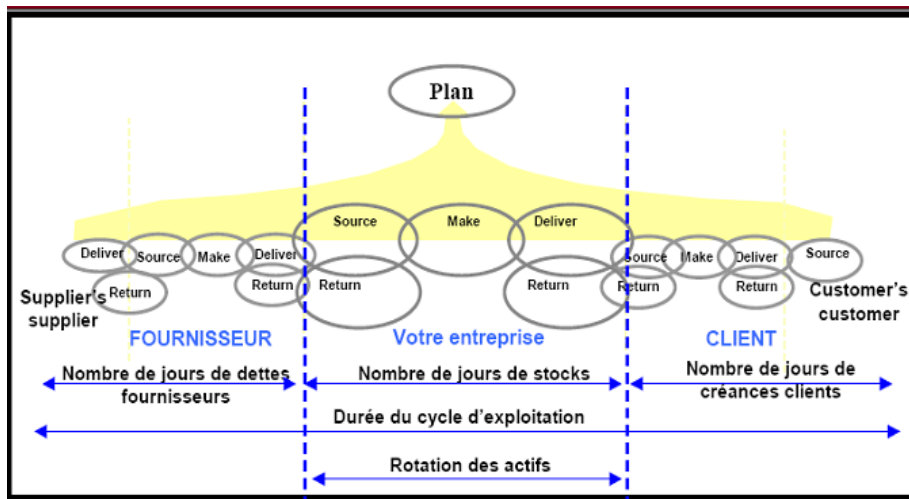 Plan
Source Make Deliver
Deliver Source Make Deliver Source Make Deliver Source
Return Return Return Return Return Return
Supplier's
supplier
Customer's
customer
FOURNISSEUR Votre entreprise CLIENT
Nombre de jours de dettes
fournisseurs
Nombre de jours de stocks
Nombre de jours de
créances clients
Durée du cycle d'exploitation
Rotation des actifs